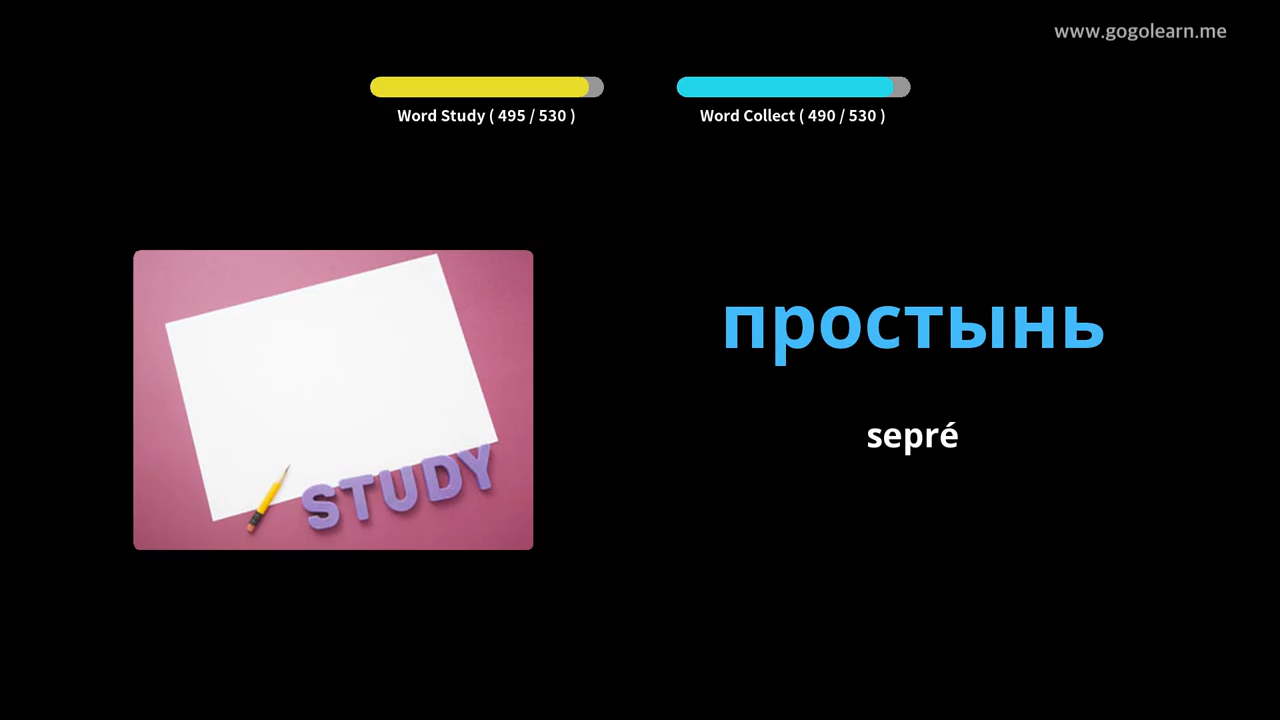 www.gogolearn.me
Word Study ( 495 / 530 )
Word Collect ( 490 / 530 )
простынь
sepré
STUDY